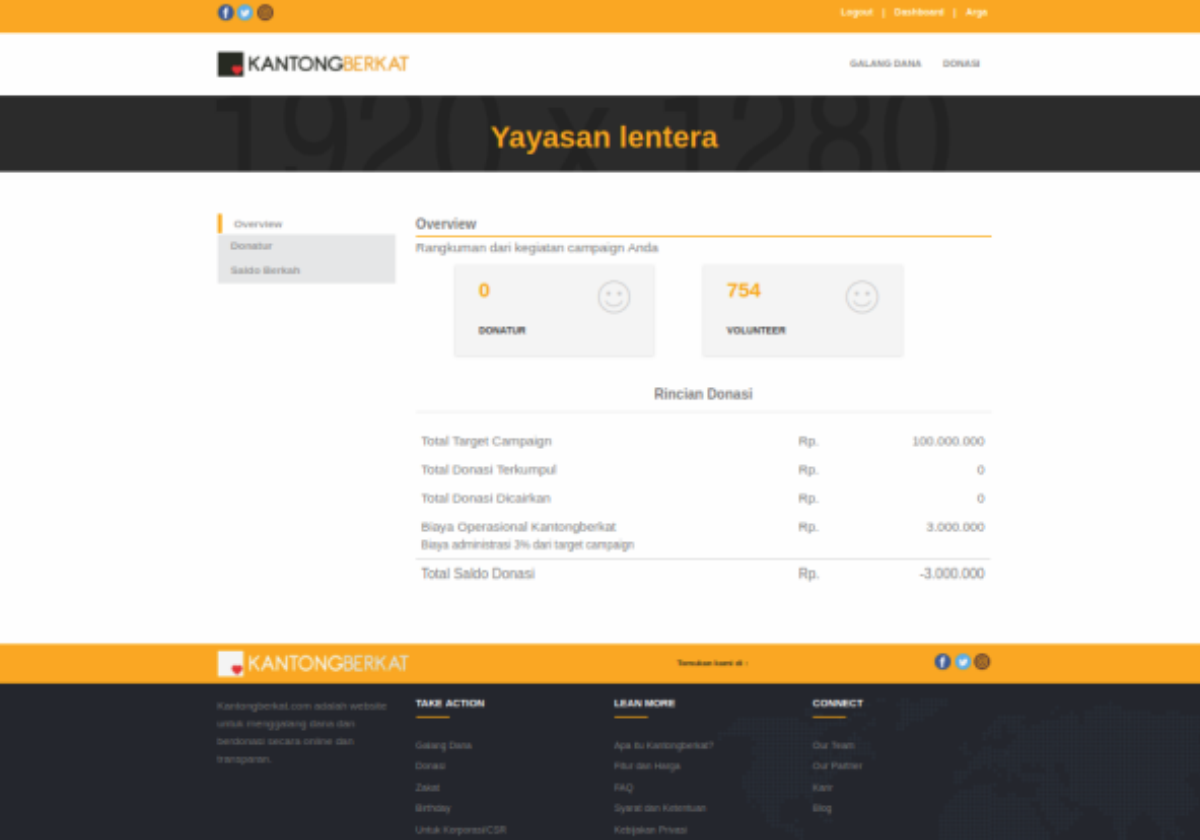 Logout | Dashboard | Arga
KANTONGBERKAT
GALANG DANA DONASI
1920 x 1280
Yayasan lentera
Overview
Donatur
Saldo Berkah
Overview
Rangkuman dari kegiatan campaign Anda
0
DONATUR
754
VOLUNTEER
Rincian Donasi
Total Target Campaign Rp. 100.000.000
Total Donasi Terkumpul Rp. 0
Total Donasi Dicairkan Rp. 0
Biaya Operasional Kantongberkat Rp. 3.000.000
Biaya administrasi 3% dari target campaign
Total Saldo Donasi Rp. -3.000.000
KANTONGBERKAT
Temukan kami di :
Kantongberkat.com adalah website
untuk menggalang dana dan
berdonasi secara online dan
transparan.
TAKE ACTION
Galang Dana
Donasi
Zakat
Birthday
Untuk Korporasi/CSR
LEAN MORE
Apa itu Kantongberkat?
Fitur dan Harga
FAQ
Syarat dan Ketentuan
Kebijakan Privasi
CONNECT
Our Team
Our Partner
Karir
Blog